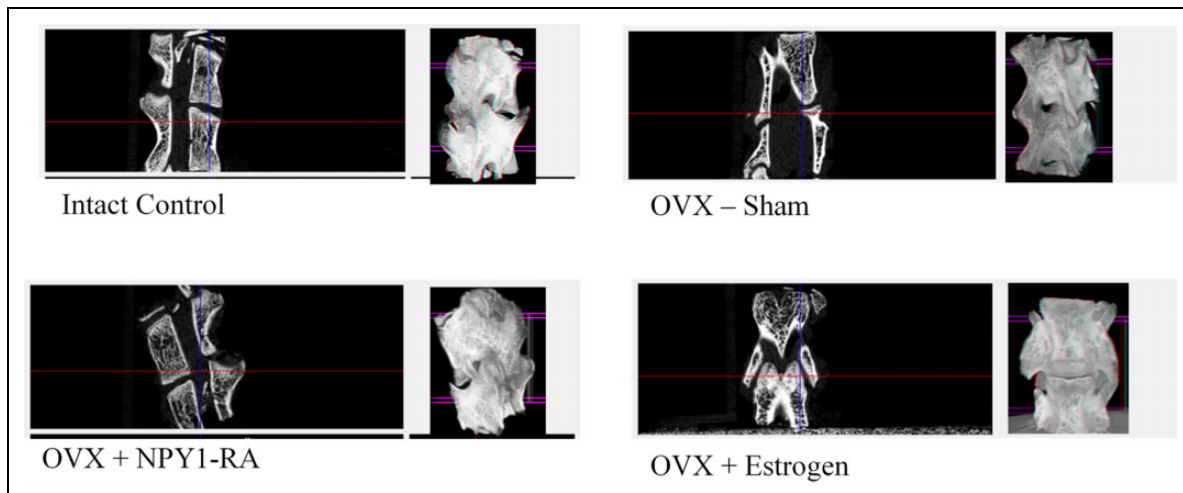 Intact Control
OVX – Sham
OVX + NPY1-RA
OVX + Estrogen